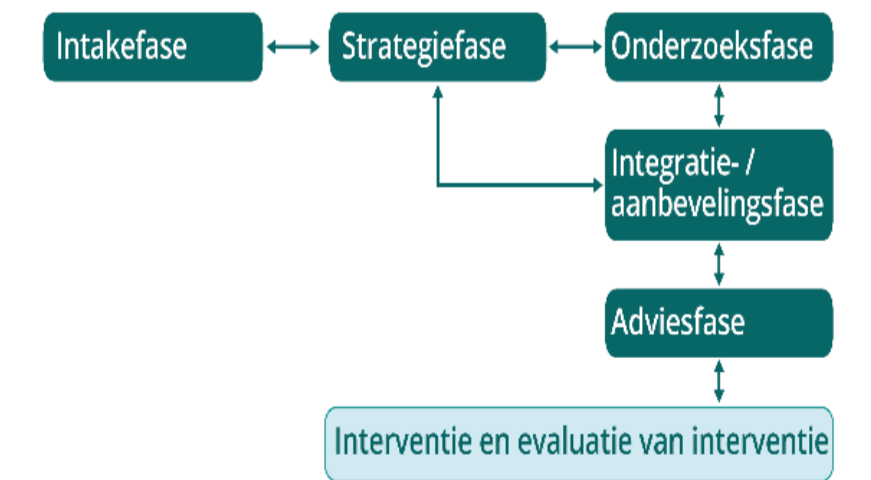 Intakefase
Strategiefase
Onderzoeksfase
Integratie- /
aanbevelingsfase
Adviesfase
Interventie en evaluatie van interventie